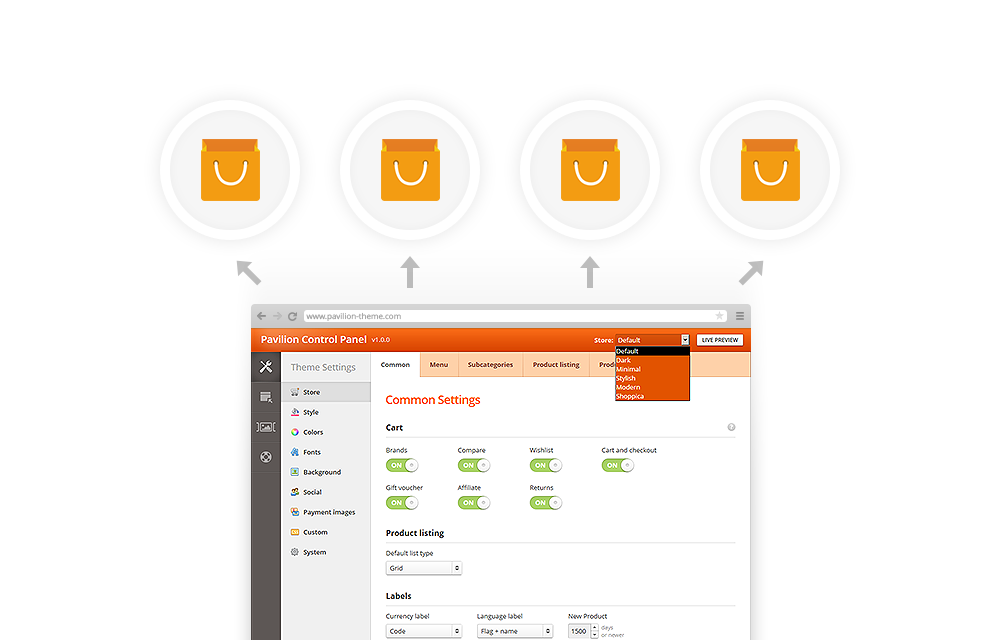 www.pavilion-theme.com
Pavilion Control Panel v1.0.0
Store: Default
LIVE PREVIEW
Default
Dark
Minimal
Stylish
Modern
Shoppica
Theme Settings
Common
Menu
Subcategories
Product listing
Store
Style
Colors
Fonts
Background
Social
Payment images
Custom
System
Common Settings
Cart
?
Brands
Compare
Wishlist
Cart and checkout
ON
ON
ON
ON
Gift voucher
Affiliate
Returns
ON
ON
ON
Product listing
Default list type
Grid
Labels
Currency label
Language label
New Product
Code
Flag + name
1500
days
or newer